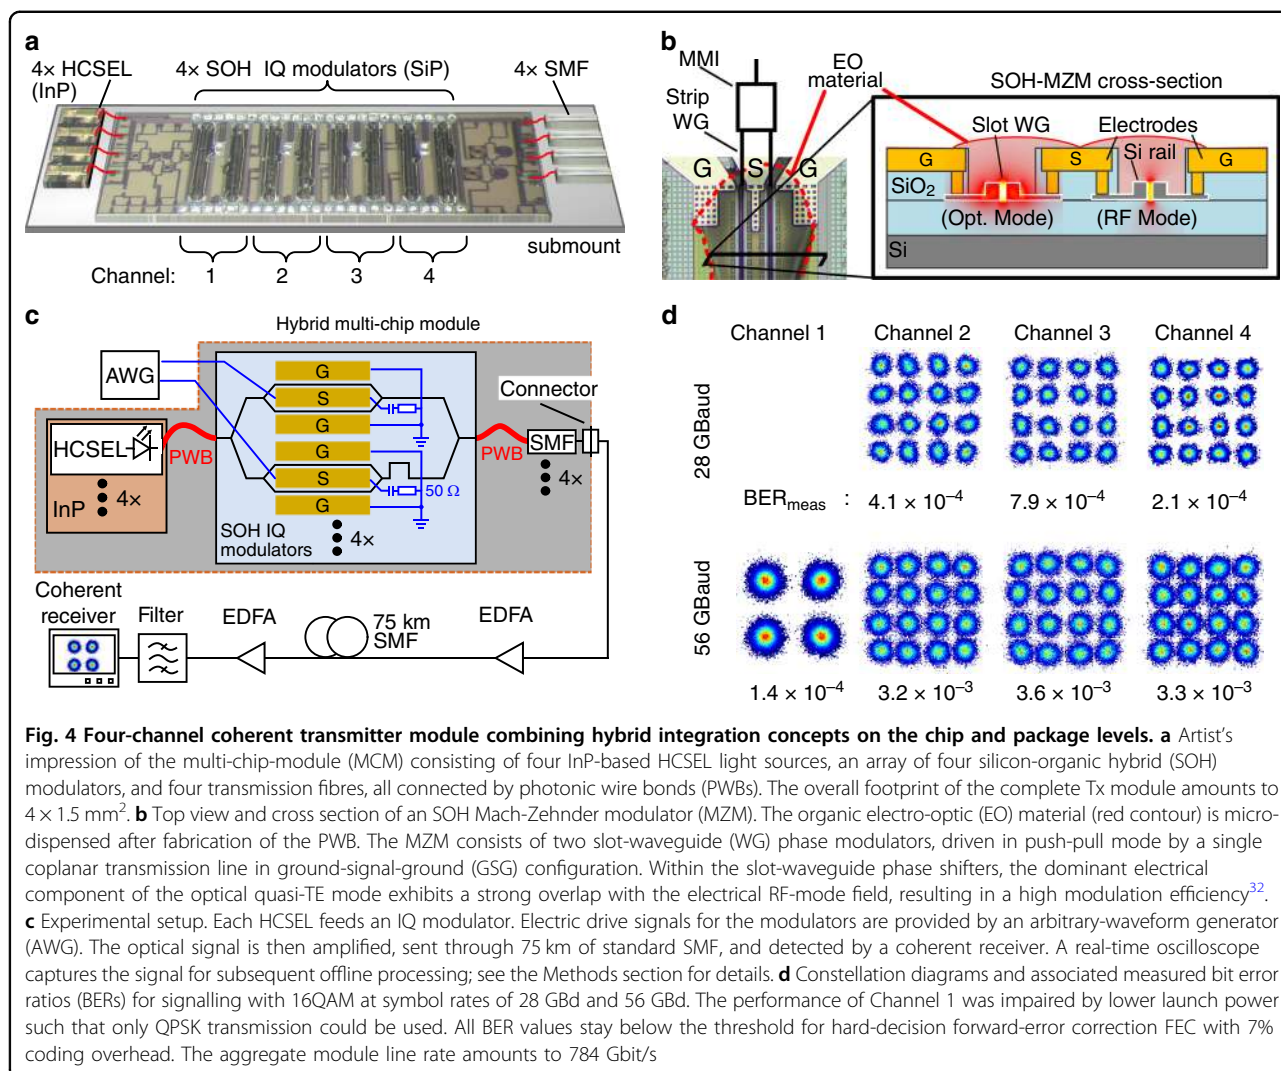 a
4× HCSEL
(InP)
4× SOH   IQ modulators (SiP)
4× SMF
submount
Channel:   1   2   3   4
b
MMI
Strip
WG
EO
material
G   S   G
SOH-MZM cross-section
Slot WG
Electrodes
Si rail
G   S   G
SiO2
(Opt. Mode)   (RF Mode)
Si
c
Hybrid multi-chip module
AWG
G
S
G
G
S
G
50 Ω
HCSEL
PWB
InP
4×
SOH IQ
modulators
4×
PWB
Connector
SMF
4×
Coherent
receiver
Filter
EDFA
75 km
SMF
EDFA
d
Channel 1   Channel 2   Channel 3   Channel 4
28 GBaud
BERmeas : 4.1 × 10–4   7.9 × 10–4   2.1 × 10–4
56 GBaud
1.4 × 10–4   3.2 × 10–3   3.6 × 10–3   3.3 × 10–3
Fig. 4 Four-channel coherent transmitter module combining hybrid integration concepts on the chip and package levels. a Artist's
impression of the multi-chip-module (MCM) consisting of four InP-based HCSEL light sources, an array of four silicon-organic hybrid (SOH)
modulators, and four transmission fibres, all connected by photonic wire bonds (PWBs). The overall footprint of the complete Tx module amounts to
4 × 1.5 mm2. b Top view and cross section of an SOH Mach-Zehnder modulator (MZM). The organic electro-optic (EO) material (red contour) is micro-
dispensed after fabrication of the PWB. The MZM consists of two slot-waveguide (WG) phase modulators, driven in push-pull mode by a single
coplanar transmission line in ground-signal-ground (GSG) configuration. Within the slot-waveguide phase shifters, the dominant electrical
component of the optical quasi-TE mode exhibits a strong overlap with the electrical RF-mode field, resulting in a high modulation efficiency32.
c Experimental setup. Each HCSEL feeds an IQ modulator. Electric drive signals for the modulators are provided by an arbitrary-waveform generator
(AWG). The optical signal is then amplified, sent through 75 km of standard SMF, and detected by a coherent receiver. A real-time oscilloscope
captures the signal for subsequent offline processing; see the Methods section for details. d Constellation diagrams and associated measured bit error
ratios (BERs) for signalling with 16QAM at symbol rates of 28 GBd and 56 GBd. The performance of Channel 1 was impaired by lower launch power
such that only QPSK transmission could be used. All BER values stay below the threshold for hard-decision forward-error correction FEC with 7%
coding overhead. The aggregate module line rate amounts to 784 Gbit/s